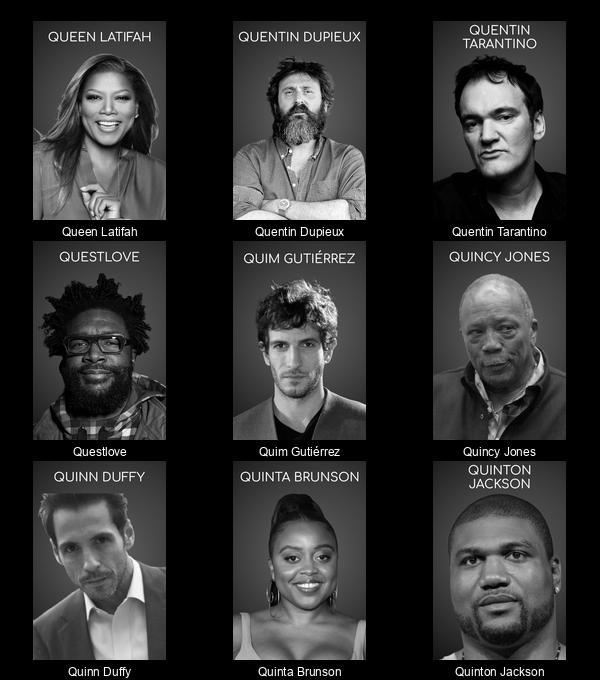 QUEEN LATIFAH
QUENTIN DUPIEUX
QUENTIN
TARANTINO
Queen Latifah
Quentin Dupieux
Quentin Tarantino
QUESTLOVE
QUIM GUTIÉRREZ
QUINCY JONES
Questlove
Quim Gutiérrez
Quincy Jones
QUINN DUFFY
QUINTA BRUNSON
QUINTON
JACKSON
Quinn Duffy
Quinta Brunson
Quinton Jackson